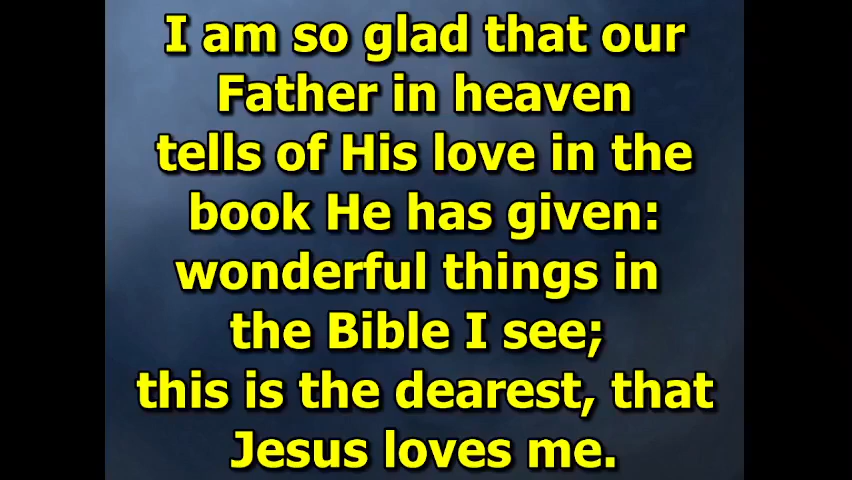 I am so glad that our
Father in heaven
tells of His love in the
book He has given:
wonderful things in
the Bible I see;
this is the dearest, that
Jesus loves me.